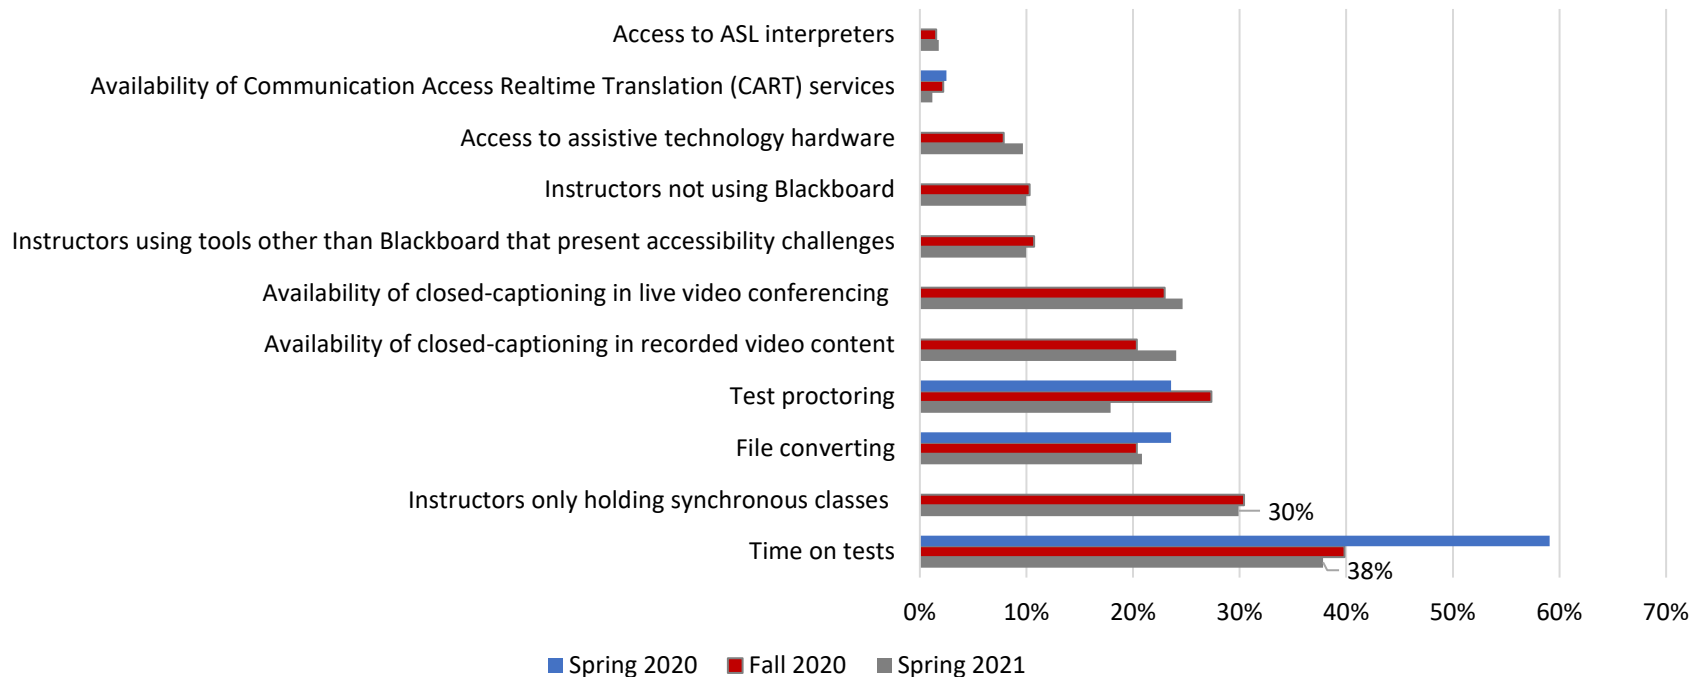 Access to ASL interpreters
Availability of Communication Access Realtime Translation (CART) services
Access to assistive technology hardware
Instructors not using Blackboard
Instructors using tools other than Blackboard that present accessibility challenges
Availability of closed-captioning in live video conferencing
Availability of closed-captioning in recorded video content
Test proctoring
File converting
Instructors only holding synchronous classes
30%
Time on tests
38%
0% 10% 20% 30% 40% 50% 60% 70%
Spring 2020 Fall 2020 Spring 2021